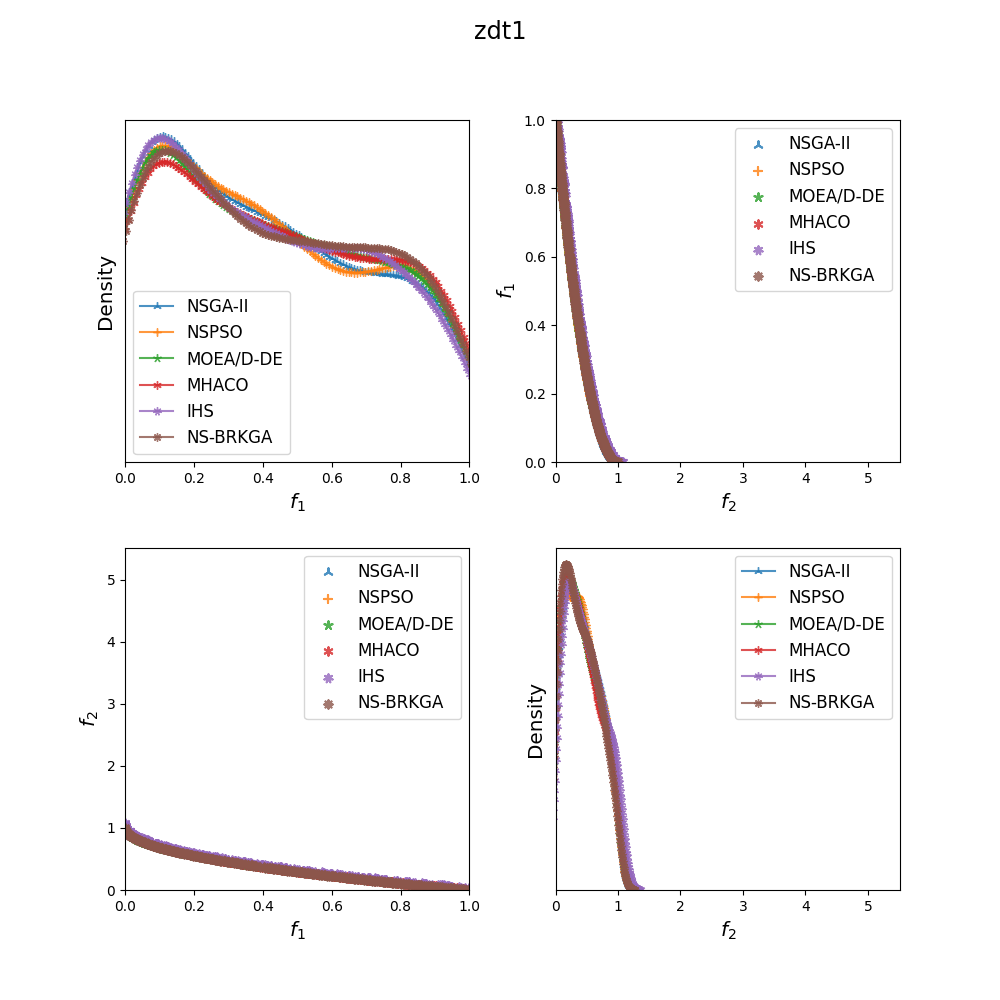 zdt1
Density
NSGA-II
NSPSO
MOEA/D-DE
MHACO
IHS
NS-BRKGA
0.0 0.2 0.4 0.6 0.8 1.0
f1
f1
1.0
0.8
0.6
0.4
0.2
0.0
NSGA-II
NSPSO
MOEA/D-DE
MHACO
IHS
NS-BRKGA
0 1 2 3 4 5
f2
f2
5
4
3
2
1
0
NSGA-II
NSPSO
MOEA/D-DE
MHACO
IHS
NS-BRKGA
0.0 0.2 0.4 0.6 0.8 1.0
f1
Density
NSGA-II
NSPSO
MOEA/D-DE
MHACO
IHS
NS-BRKGA
0 1 2 3 4 5
f2